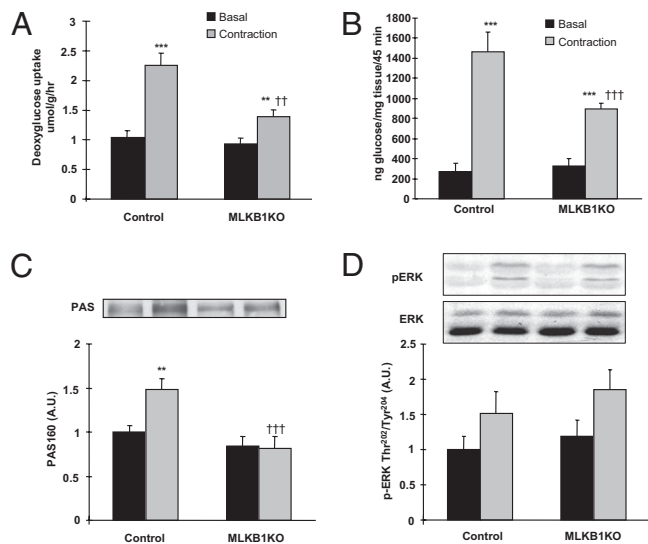 A
Deoxyglucose uptake
umol/g/hr
3
2.5
2
1.5
1
0.5
0
Basal
Contraction
***
** ††
Control
MLKB1KO
B
ng glucose/mg tissue/45 min
1800
1600
1400
1200
1000
800
600
400
200
0
Basal
Contraction
***
*** †††
Control
MLKB1KO
C
PAS
PAS160 (A.U.)
2
1.5
1
0.5
0
**
†††
Control
MLKB1KO
D
pERK
ERK
p-ERK Thr²⁰²/Tyr²⁰⁴ (A.U.)
2.5
2
1.5
1
0.5
0
Control
MLKB1KO